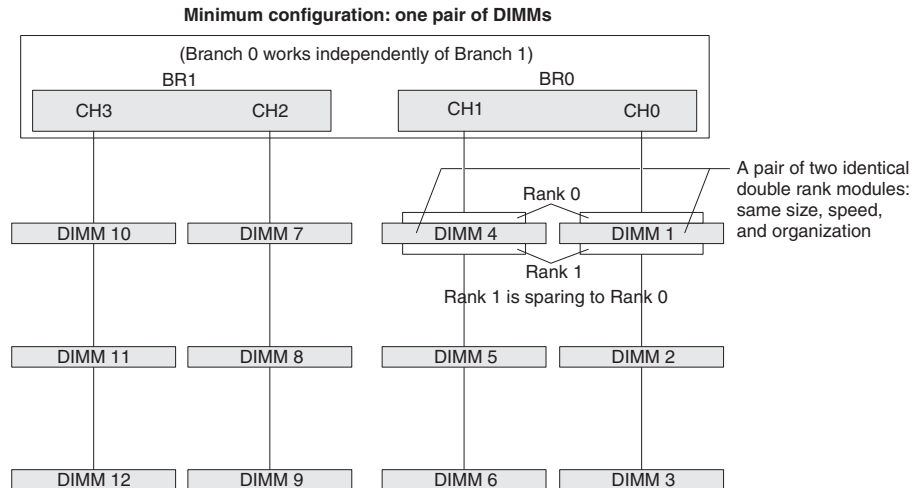 Minimum configuration: one pair of DIMMs
(Branch 0 works independently of Branch 1)
BR1
BR0
CH3
CH2
CH1
CH0
A pair of two identical
double rank modules:
same size, speed,
and organization
Rank 0
DIMM 10
DIMM 7
DIMM 4
DIMM 1
Rank 1
Rank 1 is sparing to Rank 0
DIMM 11
DIMM 8
DIMM 5
DIMM 2
DIMM 12
DIMM 9
DIMM 6
DIMM 3